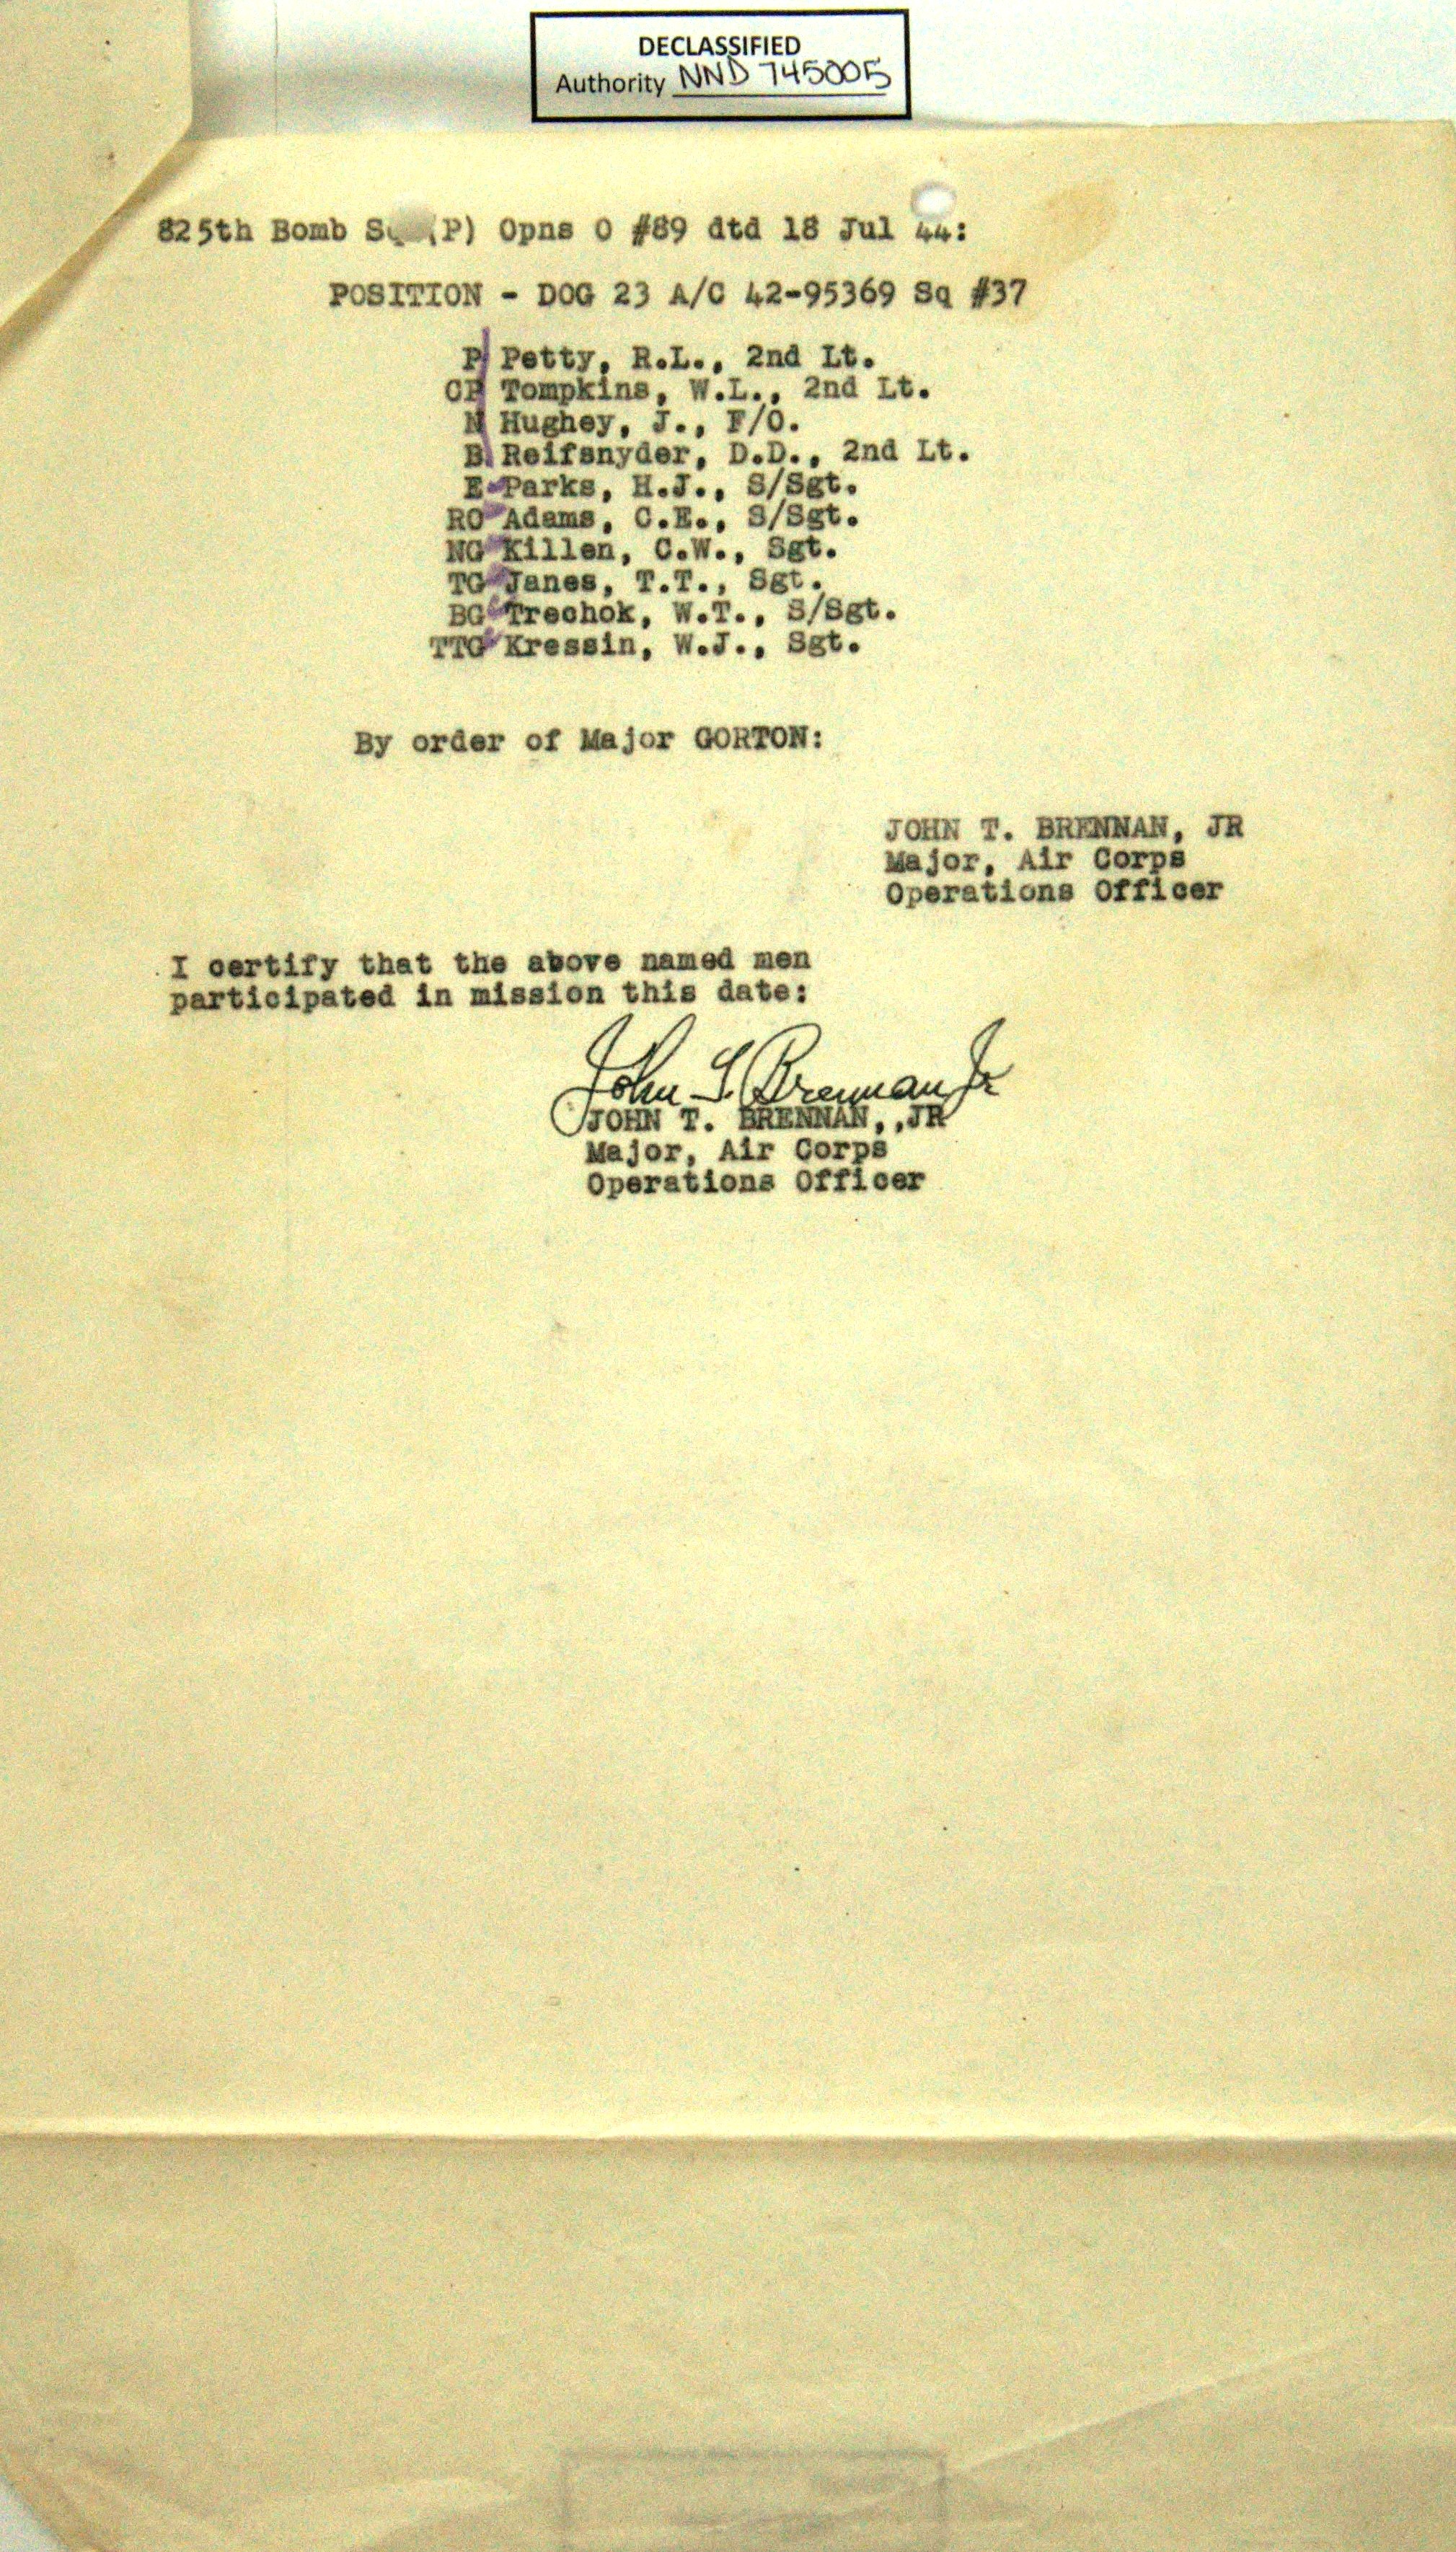 DECLASSIFIED
Authority NND 745005
825th Bomb (P) Opns O #89 dtd 18 Jul 44:
POSITION - DOG 23 A/C 42-95369 Sq #37
P Petty, R.L., 2nd Lt.
CP Tompkins, W.L., 2nd Lt.
N Hughey, J., F/O.
B Reifsnyder, D.D., 2nd Lt.
E Parks, H.J., S/Sgt.
RO Adams, C.E., S/Sgt.
NG Killen, C.W., Sgt.
TG Janes, T.T., Sgt.
BG Trechok, W.T., S/Sgt.
TTG Kressin, W.J., Sgt.
By order of Major GORTON:
JOHN T. BRENNAN, JR
Major, Air Corps
Operations Officer
I certify that the above named men
participated in mission this date:
John T. Brennan Jr
JOHN T. BRENNAN,,JR
Major, Air Corps
Operations Officer